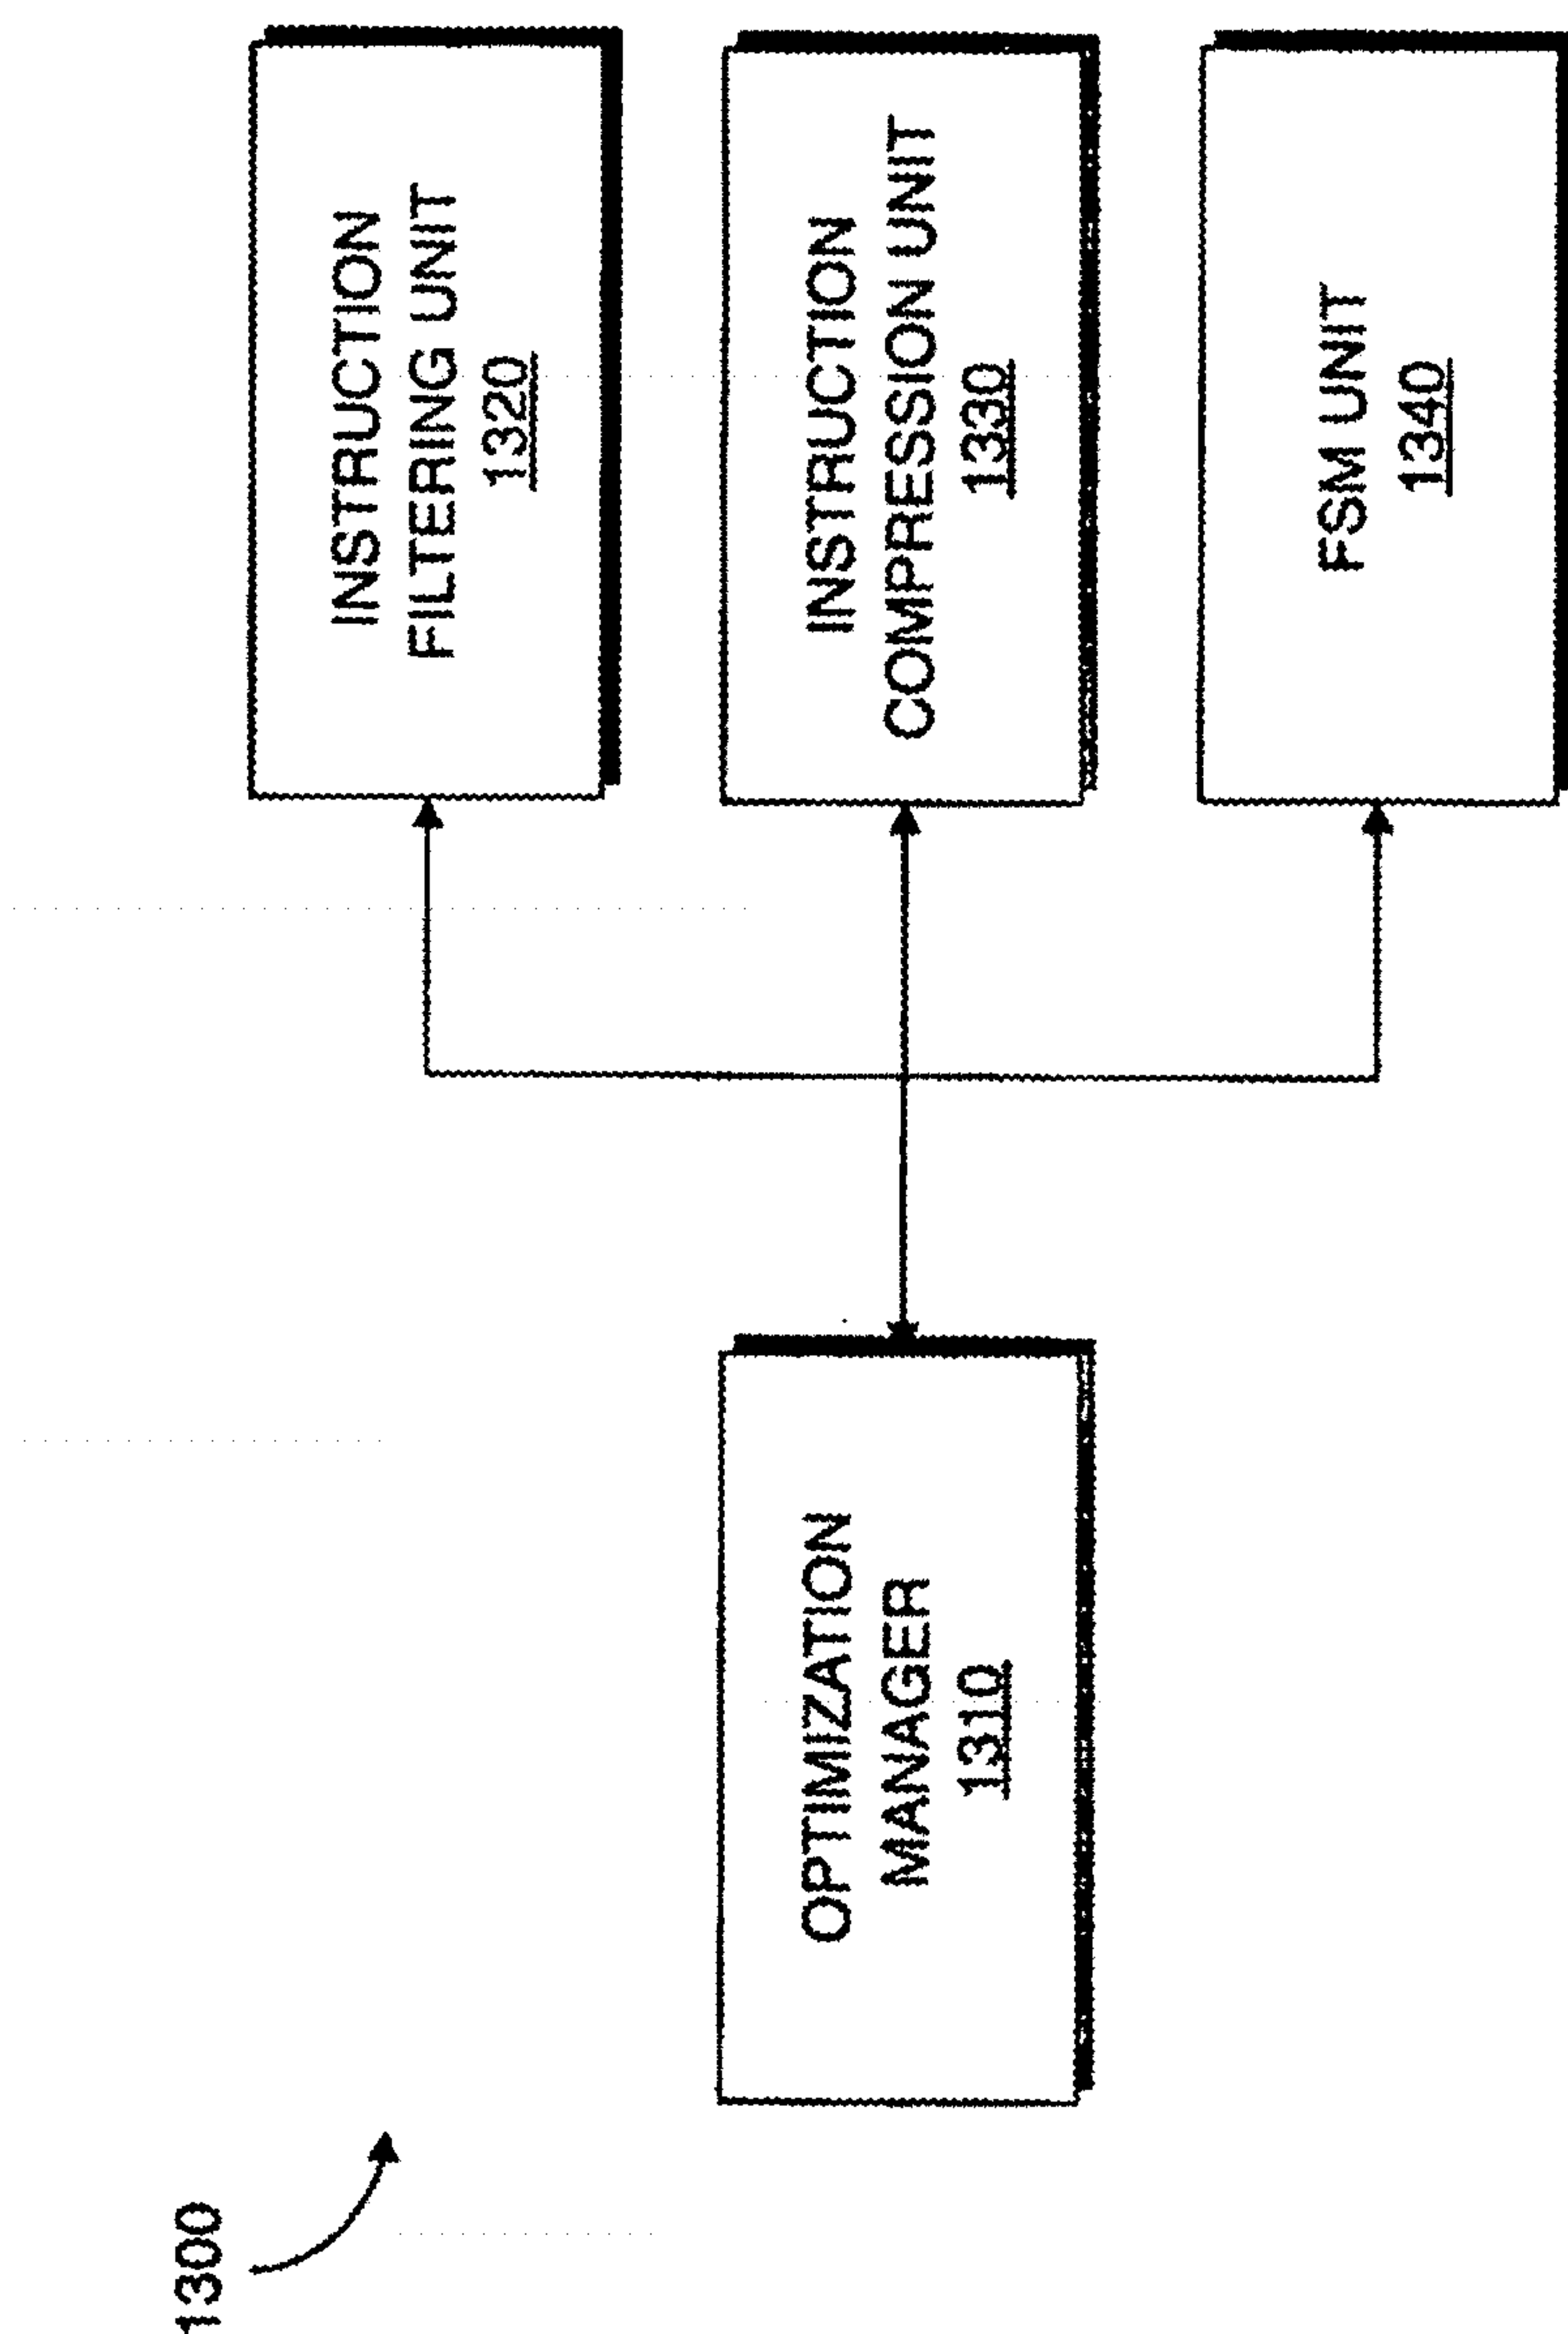 1300
OPTIMIZATION
MANAGER
1310
INSTRUCTION
FILTERING UNIT
1320
INSTRUCTION
COMPRESSION UNIT
1330
FSM UNIT
1340